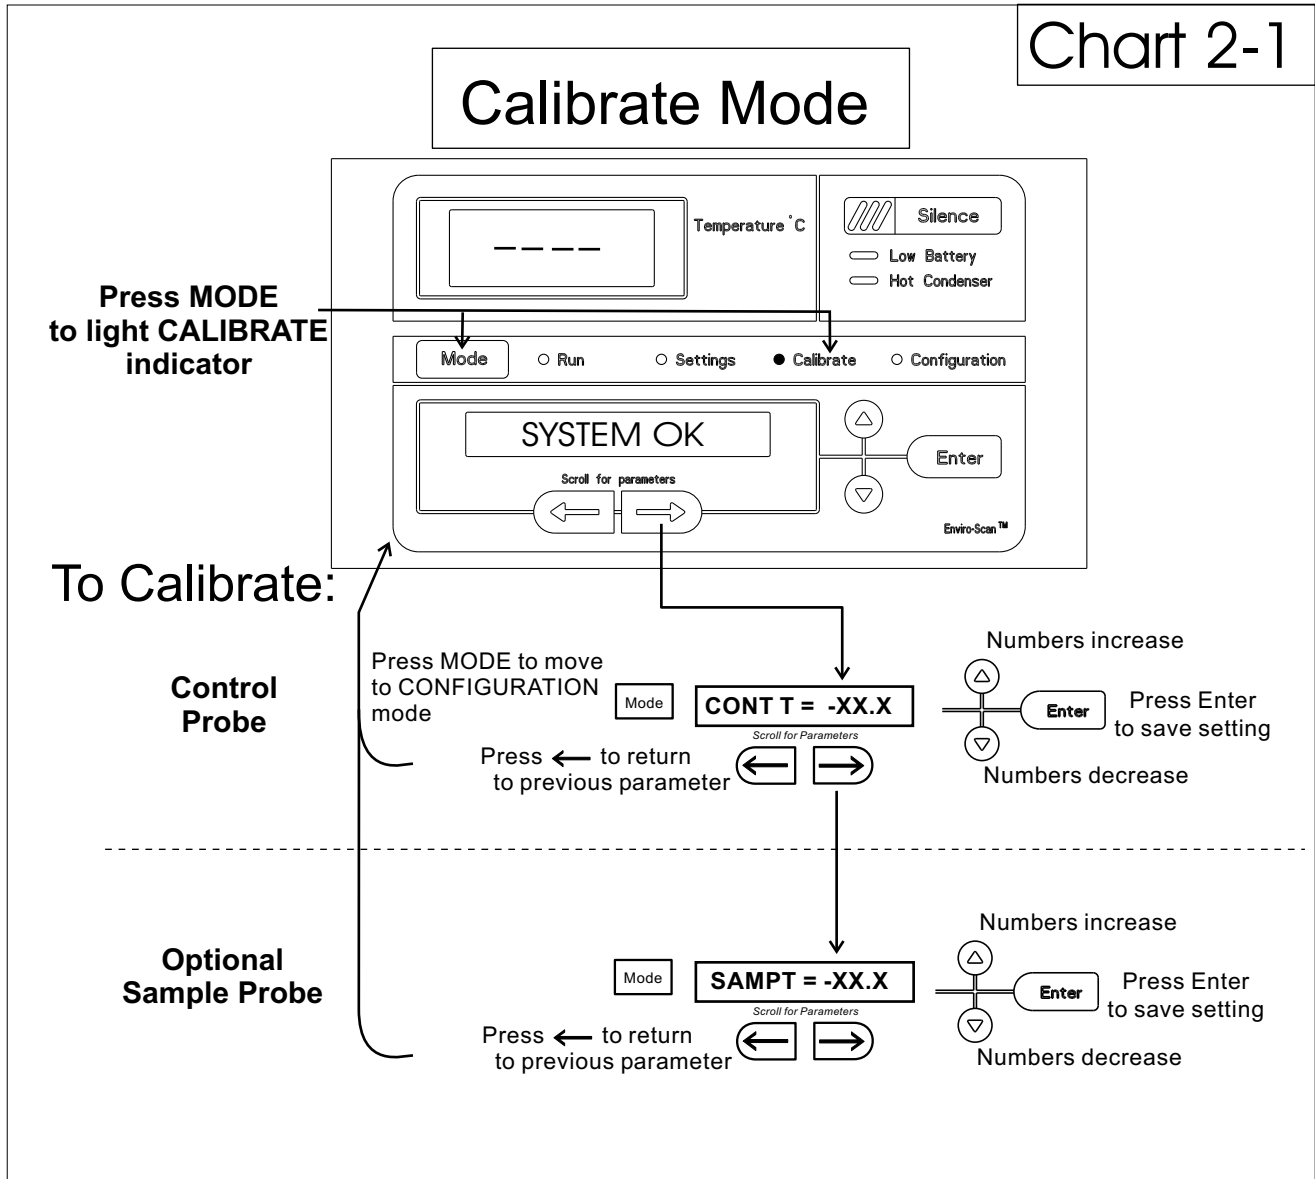 Chart 2-1
Calibrate Mode
Temperature °C
Silence
Low Battery
Hot Condenser
Press MODE
to light CALIBRATE
indicator
Mode
Run
Settings
Calibrate
Configuration
SYSTEM OK
Scroll for parameters
Enter
Enviro-Scan™
To Calibrate:
Control
Probe
Press MODE to move
to CONFIGURATION
mode
Mode
CONT T = -XX.X
Scroll for Parameters
Press ← to return
to previous parameter
Numbers increase
Enter
Press Enter
to save setting
Numbers decrease
Optional
Sample Probe
Mode
SAMPT = -XX.X
Scroll for Parameters
Press ← to return
to previous parameter
Numbers increase
Enter
Press Enter
to save setting
Numbers decrease